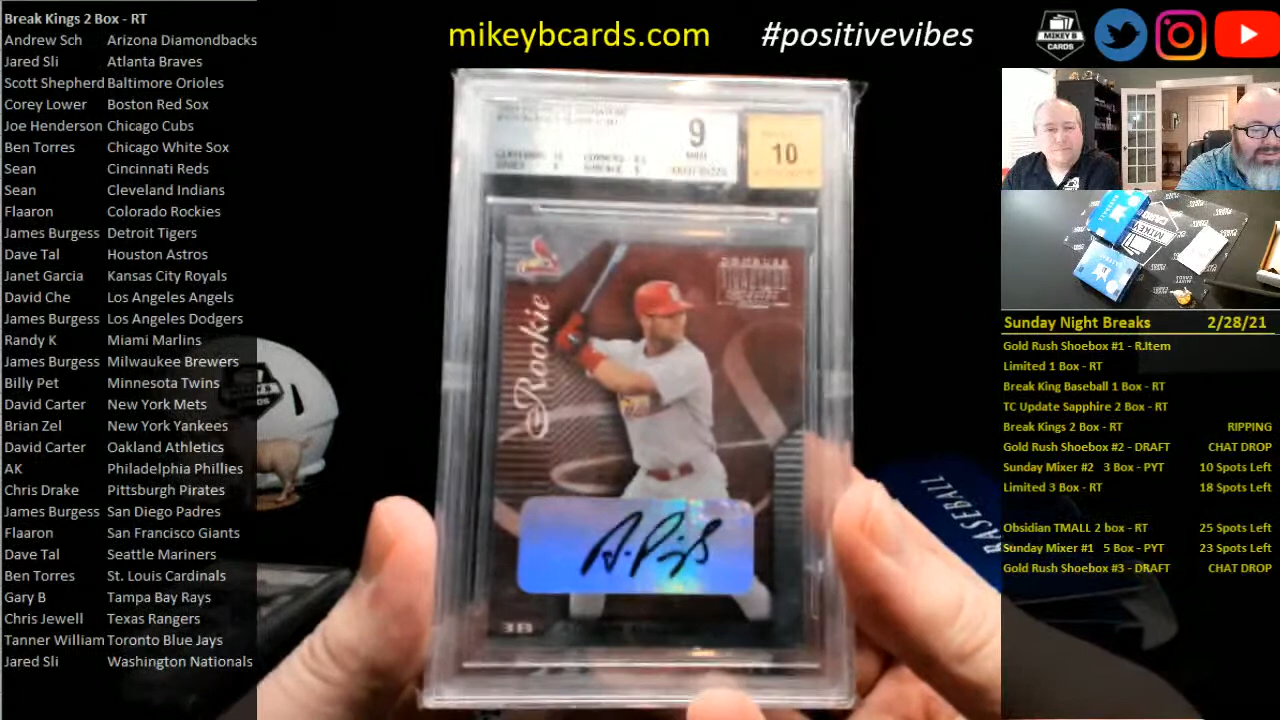 Break Kings 2 Box - RT
Andrew Sch Arizona Diamondbacks
Jared Sli Atlanta Braves
Scott Shepherd Baltimore Orioles
Corey Lower Boston Red Sox
Joe Henderson Chicago Cubs
Ben Torres Chicago White Sox
Sean Cincinnati Reds
Sean Cleveland Indians
Flaaron Colorado Rockies
James Burgess Detroit Tigers
Dave Tal Houston Astros
Janet Garcia Kansas City Royals
David Che Los Angeles Angels
James Burgess Los Angeles Dodgers
Randy K Miami Marlins
James Burgess Milwaukee Brewers
Billy Pet Minnesota Twins
David Carter New York Mets
Brian Zel New York Yankees
David Carter Oakland Athletics
AK Philadelphia Phillies
Chris Drake Pittsburgh Pirates
James Burgess San Diego Padres
Flaaron San Francisco Giants
Dave Tal Seattle Mariners
Ben Torres St. Louis Cardinals
Gary B Tampa Bay Rays
Chris Jewell Texas Rangers
Tanner William Toronto Blue Jays
Jared Sli Washington Nationals
mikeybcards.com #positivevibes
MIKEY B
CARDS
9
MINT
10
Rookie
A. Pujols
BASEBALL
Sunday Night Breaks 2/28/21
Gold Rush Shoebox #1 - R.Item
Limited 1 Box - RT
Break King Baseball 1 Box - RT
TC Update Sapphire 2 Box - RT
Break Kings 2 Box - RT RIPPING
Gold Rush Shoebox #2 - DRAFT CHAT DROP
Sunday Mixer #2 3 Box - PYT 10 Spots Left
Limited 3 Box - RT 18 Spots Left
Obsidian TMALL 2 box - RT 25 Spots Left
Sunday Mixer #1 5 Box - PYT 23 Spots Left
Gold Rush Shoebox #3 - DRAFT CHAT DROP